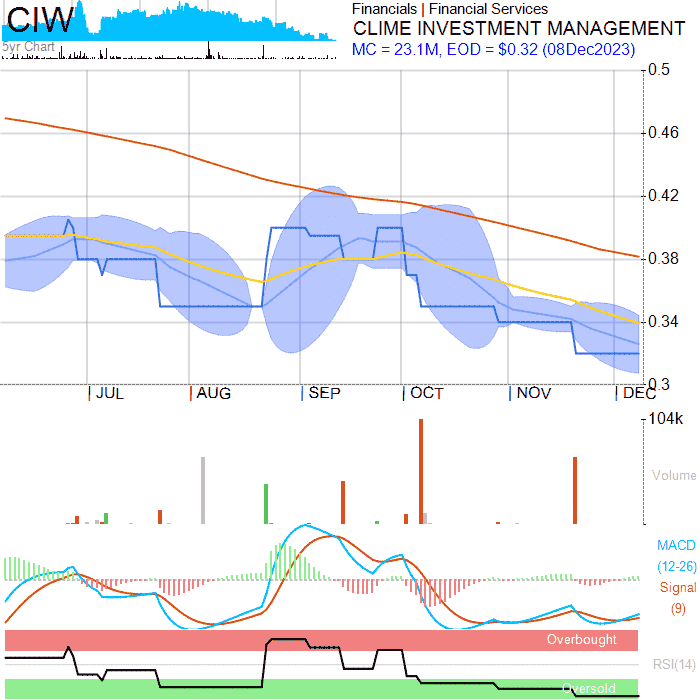 CIW
5yr Chart
Financials | Financial Services
CLIME INVESTMENT MANAGEMENT
MC = 23.1M, EOD = $0.32 (08Dec2023)
0.5
0.46
0.42
0.38
0.34
0.3
JUL AUG SEP OCT NOV DEC
104k
Volume
MACD
(12-26)
Signal
(9)
Overbought
RSI(14)
Oversold